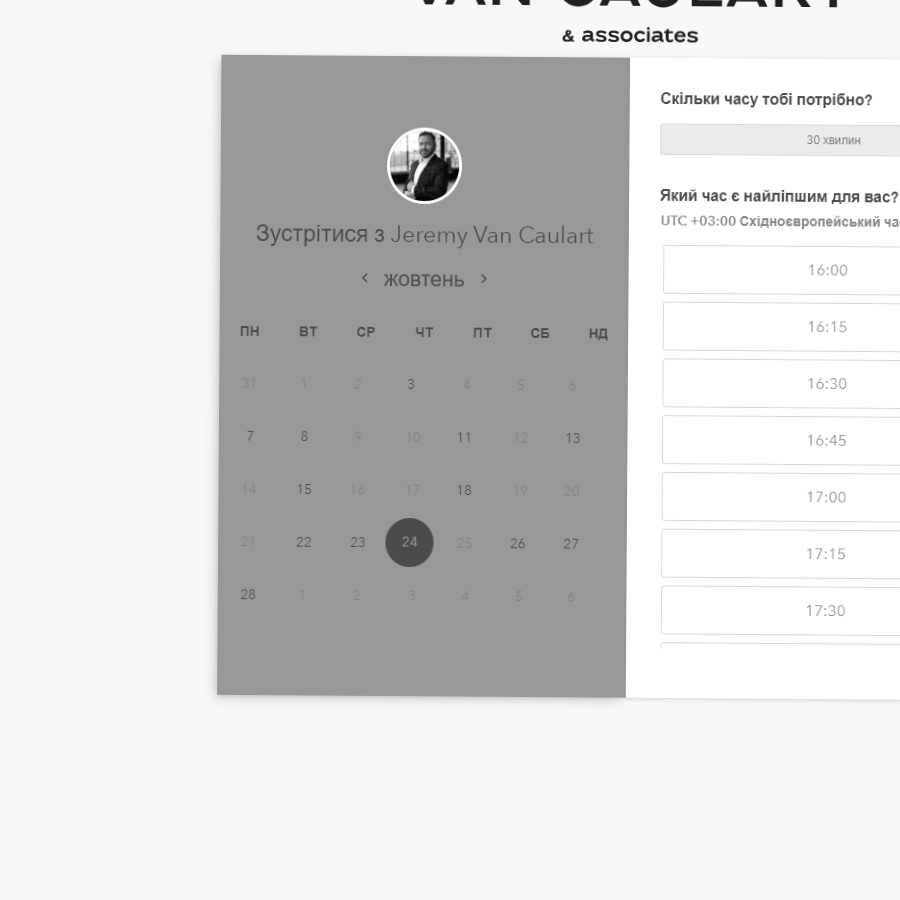 VAN CAULART
& associates
Зустрітися з Jeremy Van Caulart
‹ жовтень ›
ПН ВТ СР ЧТ ПТ СБ НД
31 1 2 3 4 5 6
7 8 9 10 11 12 13
14 15 16 17 18 19 20
21 22 23 24 25 26 27
28 1 2 3 4 5 6
Скільки часу тобі потрібно?
30 хвилин
Який час є найліпшим для вас?
UTC +03:00 Східноєвропейський ча
16:00
16:15
16:30
16:45
17:00
17:15
17:30